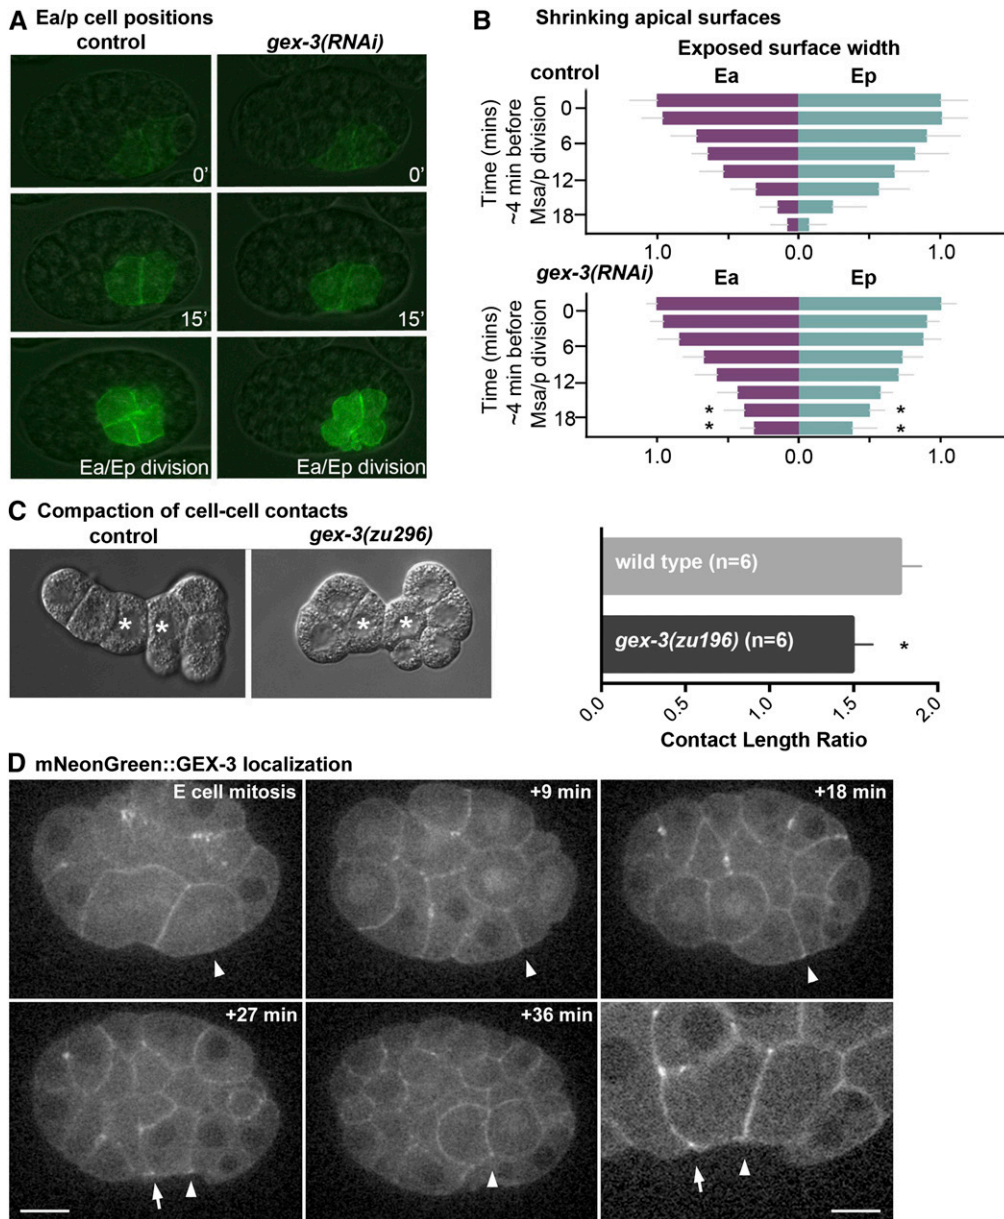 A Ea/p cell positions
control gex-3(RNAi)
0' 0'
15' 15'
Ea/Ep division Ea/Ep division
B Shrinking apical surfaces
Exposed surface width
control Ea Ep
Time (mins)
~4 min before
Msa/p division
0
6
12
18
1.0 0.0 1.0
gex-3(RNAi) Ea Ep
Time (mins)
~4 min before
Msa/p division
0
6
12
18
* *
* *
1.0 0.0 1.0
C Compaction of cell-cell contacts
control gex-3(zu296)
* * * *
wild type (n=6)
gex-3(zu196) (n=6) *
0.0 0.5 1.0 1.5 2.0
Contact Length Ratio
D mNeonGreen::GEX-3 localization
E cell mitosis +9 min +18 min
+27 min +36 min